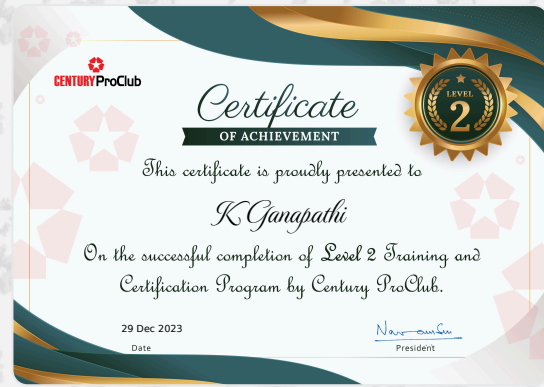 CENTURY ProClub
LEVEL
2
Certificate
OF ACHIEVEMENT
This certificate is proudly presented to
K Ganapathi
On the successful completion of Level 2 Training and
Certification Program by Century ProClub.
29 Dec 2023
Date
President